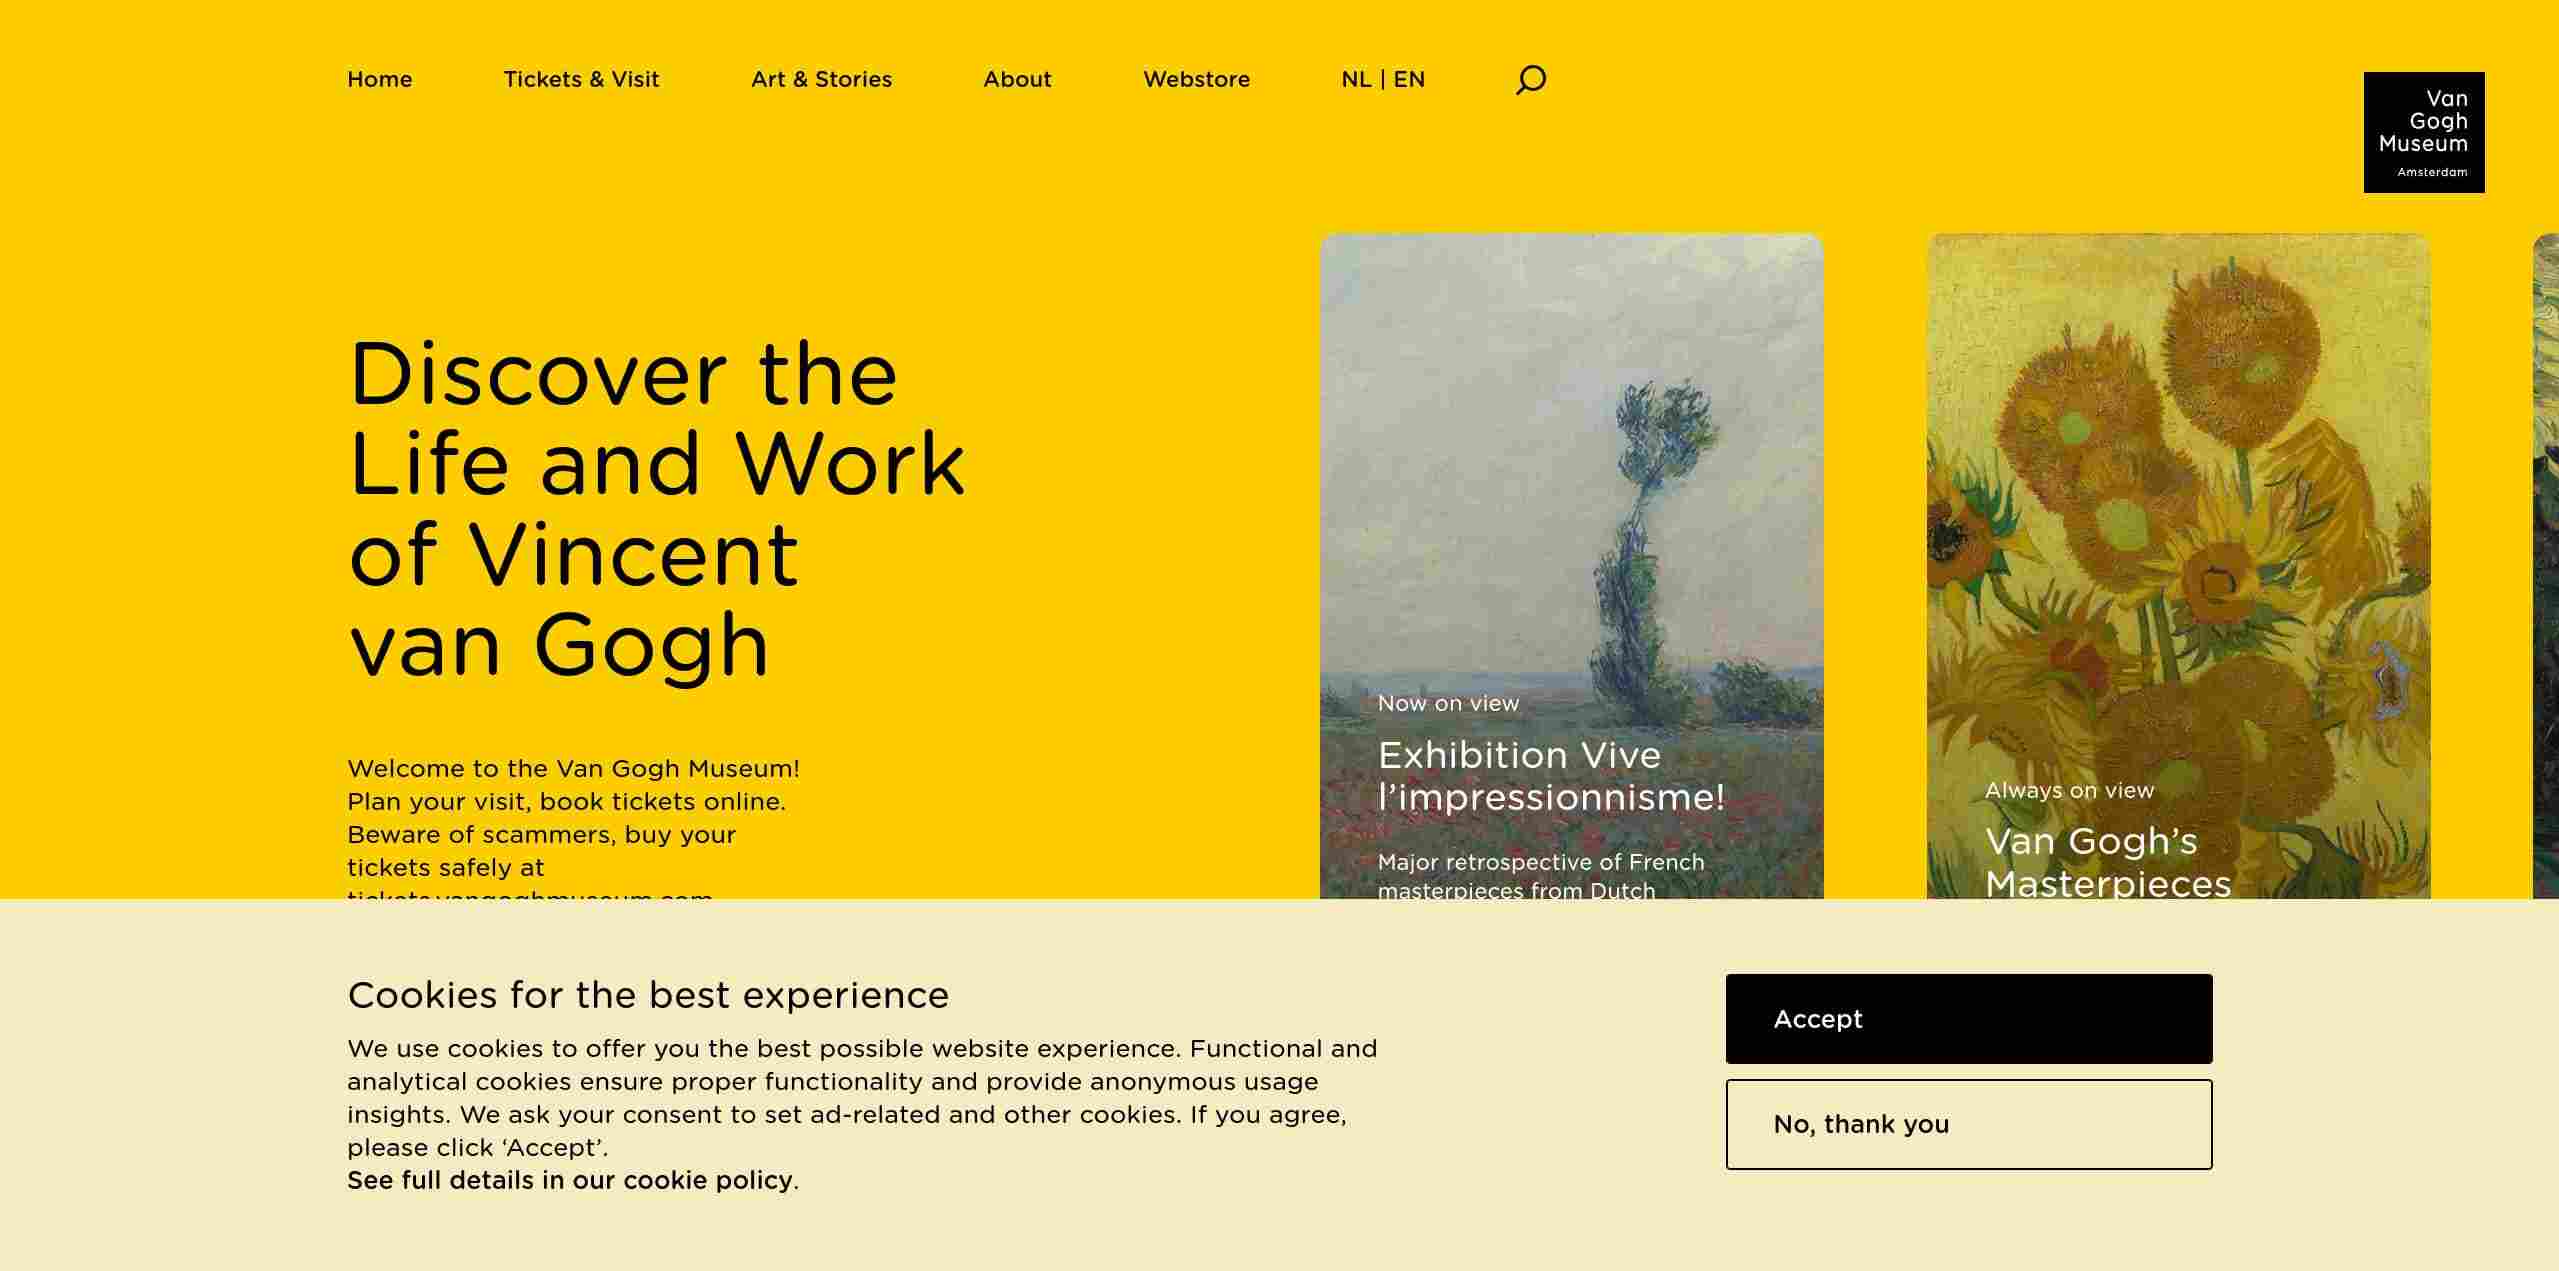 Home
Tickets & Visit
Art & Stories
About
Webstore
NL | EN
Van
Gogh
Museum
Amsterdam
Discover the
Life and Work
of Vincent
van Gogh
Welcome to the Van Gogh Museum!
Plan your visit, book tickets online.
Beware of scammers, buy your
tickets safely at
tickets.vangoghmuseum.com
Now on view
Exhibition Vive
l’impressionnisme!
Major retrospective of French
masterpieces from Dutch
Always on view
Van Gogh’s
Masterpieces
Cookies for the best experience
We use cookies to offer you the best possible website experience. Functional and
analytical cookies ensure proper functionality and provide anonymous usage
insights. We ask your consent to set ad-related and other cookies. If you agree,
please click ‘Accept’.
See full details in our cookie policy.
Accept
No, thank you